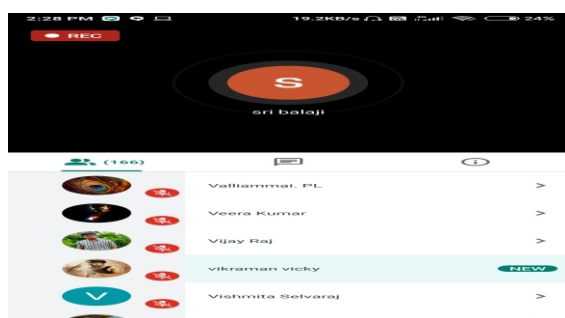 2:28 PM 19.2KB/s 24%
REC
S
sri balaji
(166)
Valliammai. PL
Veera Kumar
Vijay Raj
vikraman vicky NEW
V Vishmita Selvaraj